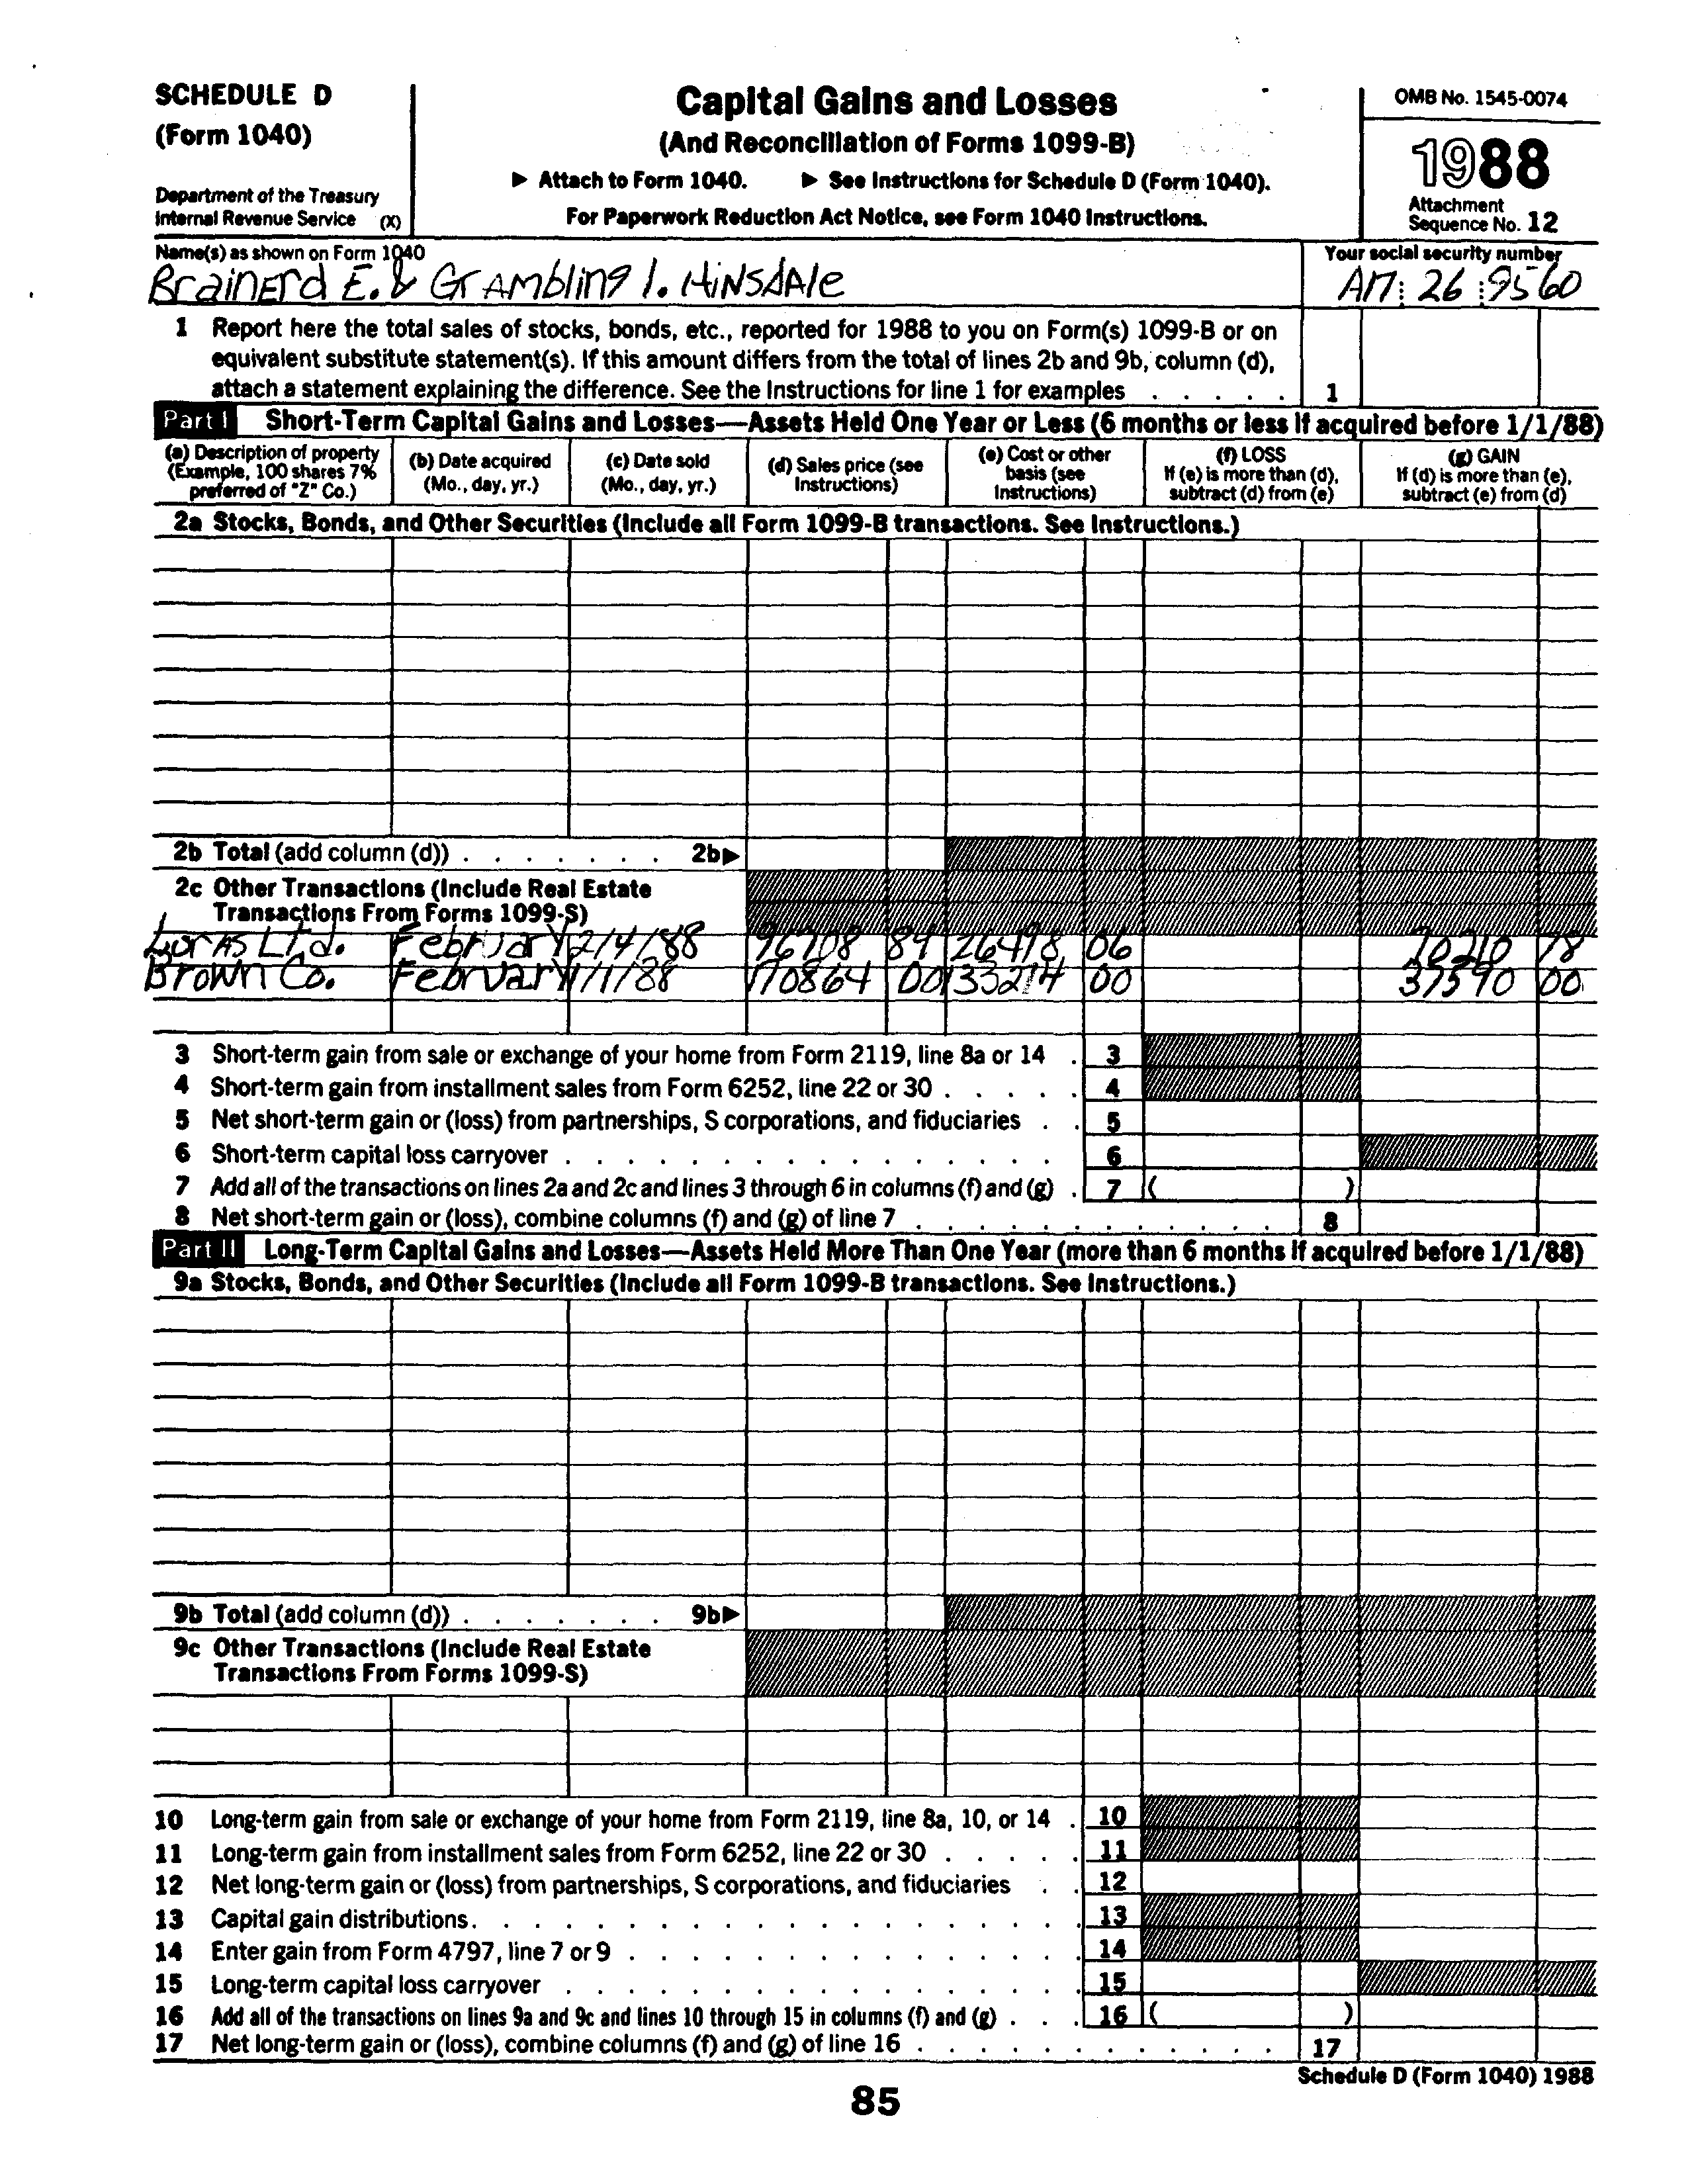 SCHEDULE D
(Form 1040)
Department of the Treasury
Internal Revenue Service (X)
Capital Gains and Losses
(And Reconciliation of Forms 1099-B)
▶ Attach to Form 1040. ▶ See Instructions for Schedule D (Form 1040).
For Paperwork Reduction Act Notice, see Form 1040 Instructions.
OMB No. 1545-0074
1988
Attachment
Sequence No. 12
Name(s) as shown on Form 1040
Brainerd E. & Grambling I. Hinsdale
Your social security number
26 9560
1 Report here the total sales of stocks, bonds, etc., reported for 1988 to you on Form(s) 1099-B or on
equivalent substitute statement(s). If this amount differs from the total of lines 2b and 9b, column (d),
attach a statement explaining the difference. See the Instructions for line 1 for examples . . . . . 1
Part I Short-Term Capital Gains and Losses—Assets Held One Year or Less (6 months or less if acquired before 1/1/88)
(a) Description of property
(Example, 100 shares 7%
preferred of "Z" Co.)
(b) Date acquired
(Mo., day, yr.)
(c) Date sold
(Mo., day, yr.)
(d) Sales price (see
Instructions)
(e) Cost or other
basis (see
Instructions)
(f) LOSS
If (e) is more than (d),
subtract (d) from (e)
(g) GAIN
If (d) is more than (e),
subtract (e) from (d)
2a Stocks, Bonds, and Other Securities (Include all Form 1099-B transactions. See Instructions.)
2b Total (add column (d)) . . . . . . . 2b▶
2c Other Transactions (Include Real Estate
Transactions From Forms 1099-S)
Ltd. February 2/4/88 84 26498 06 78
Brown Co. February 1/1/88 170864 00 133274 00 37590 00
3 Short-term gain from sale or exchange of your home from Form 2119, line 8a or 14 . 3
4 Short-term gain from installment sales from Form 6252, line 22 or 30 . . . . . 4
5 Net short-term gain or (loss) from partnerships, S corporations, and fiduciaries . . 5
6 Short-term capital loss carryover . . . . . . . . . . . . . . . . 6
7 Add all of the transactions on lines 2a and 2c and lines 3 through 6 in columns (f) and (g) . 7 ( )
8 Net short-term gain or (loss), combine columns (f) and (g) of line 7 . . . . . . . . . . . . 8
Part II Long-Term Capital Gains and Losses—Assets Held More Than One Year (more than 6 months if acquired before 1/1/88)
9a Stocks, Bonds, and Other Securities (Include all Form 1099-B transactions. See Instructions.)
9b Total (add column (d)) . . . . . . . 9b▶
9c Other Transactions (Include Real Estate
Transactions From Forms 1099-S)
10 Long-term gain from sale or exchange of your home from Form 2119, line 8a, 10, or 14 . 10
11 Long-term gain from installment sales from Form 6252, line 22 or 30 . . . . . 11
12 Net long-term gain or (loss) from partnerships, S corporations, and fiduciaries . . 12
13 Capital gain distributions. . . . . . . . . . . . . . . . . . . 13
14 Enter gain from Form 4797, line 7 or 9 . . . . . . . . . . . . . . 14
15 Long-term capital loss carryover . . . . . . . . . . . . . . . . 15
16 Add all of the transactions on lines 9a and 9c and lines 10 through 15 in columns (f) and (g) . . . 16 ( )
17 Net long-term gain or (loss), combine columns (f) and (g) of line 16 . . . . . . . . . . . . 17
Schedule D (Form 1040) 1988
85